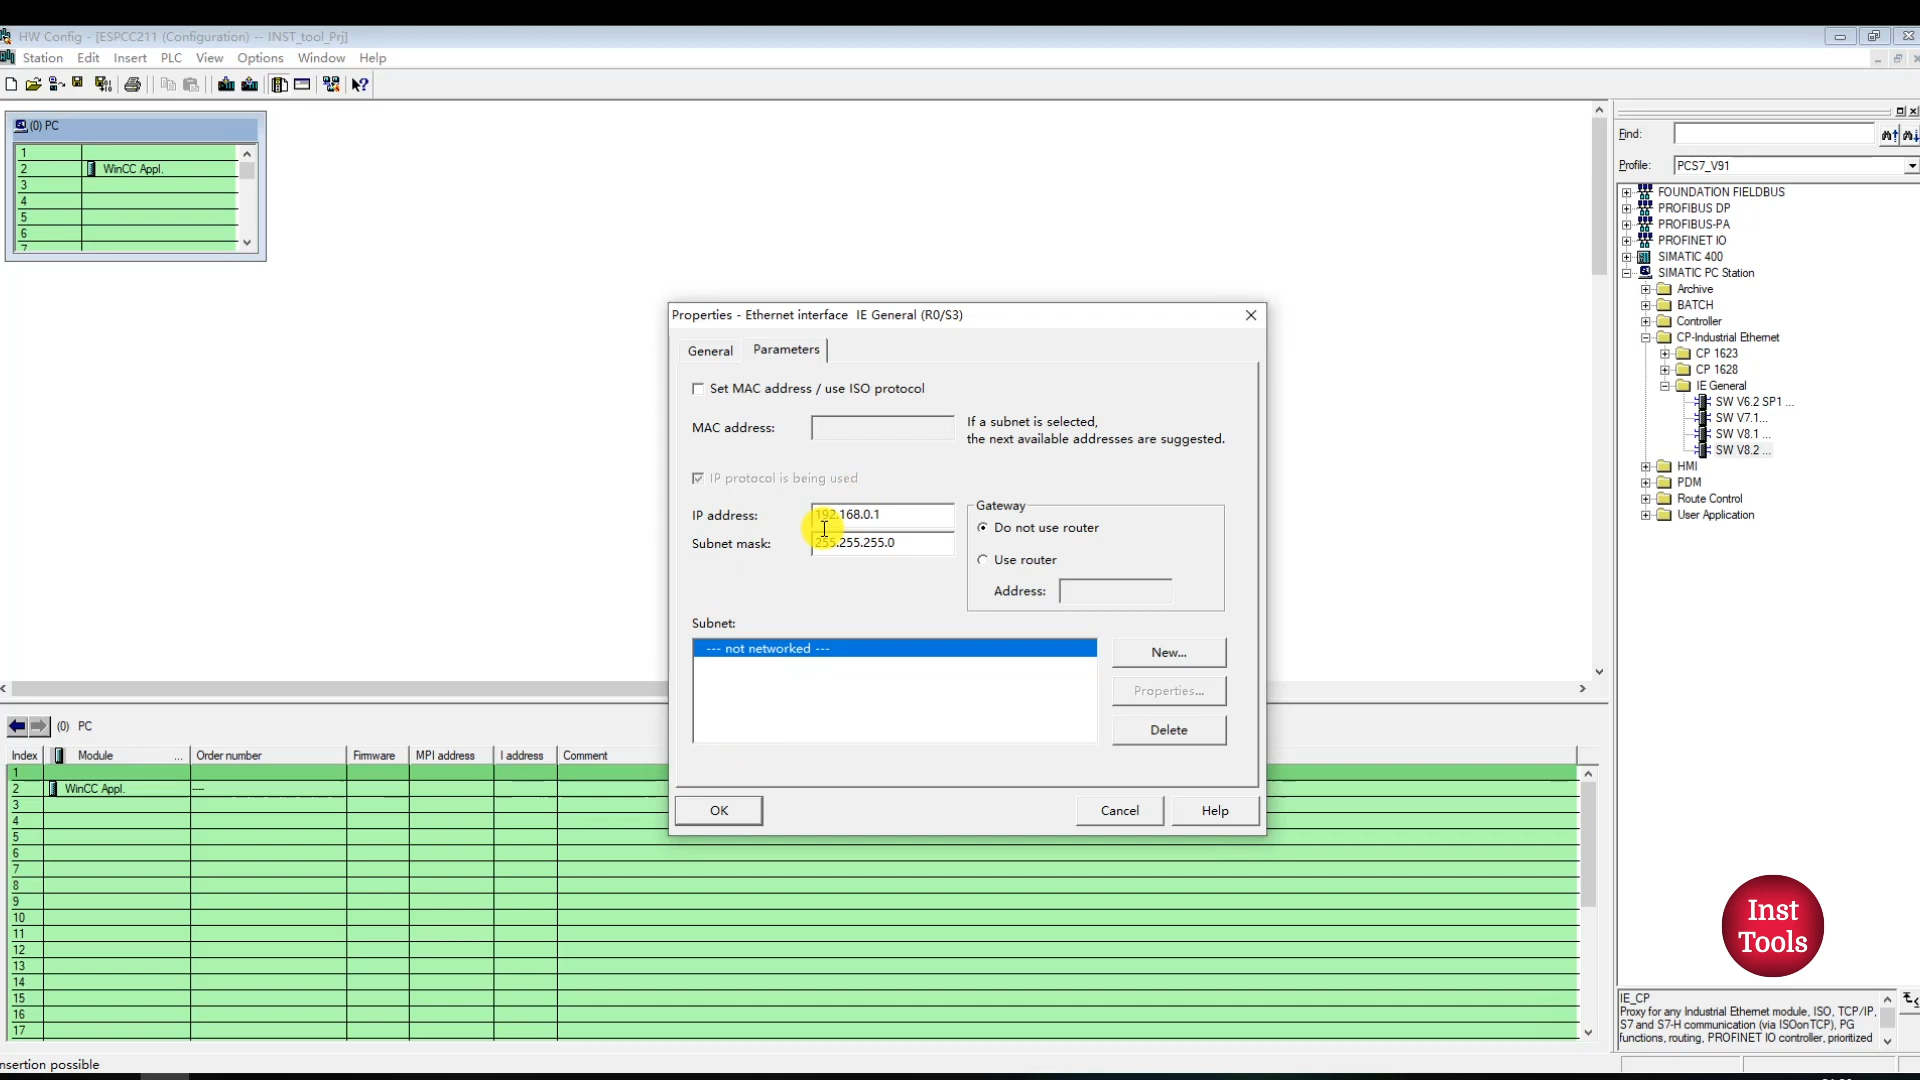 HW Config - [ESPCC211 (Configuration) -- INST_tool_Prj]
Station Edit Insert PLC View Options Window Help
(0) PC
1
2 WinCC Appl.
3
4
5
6
7
Find:
Profile: PCS7_V91
FOUNDATION FIELDBUS
PROFIBUS DP
PROFIBUS-PA
PROFINET IO
SIMATIC 400
SIMATIC PC Station
Archive
BATCH
Controller
CP-Industrial Ethernet
CP 1623
CP 1628
IE General
SW V6.2 SP1 ...
SW V7.1...
SW V8.1 ...
SW V8.2 ...
HMI
PDM
Route Control
User Application
Properties - Ethernet interface IE General (R0/S3)
General Parameters
Set MAC address / use ISO protocol
MAC address:
If a subnet is selected,
the next available addresses are suggested.
IP protocol is being used
IP address: 192.168.0.1
Subnet mask: 255.255.255.0
Gateway
Do not use router
Use router
Address:
Subnet:
--- not networked ---
New...
Properties...
Delete
OK Cancel Help
(0) PC
Index Module ... Order number Firmware MPI address I address Comment
1
2 WinCC Appl. ----
3
4
5
6
7
8
9
10
11
12
13
14
15
16
17
Inst
Tools
IE_CP
Proxy for any Industrial Ethernet module, ISO, TCP/IP,
S7 and S7-H communication (via ISOonTCP), PG
functions, routing, PROFINET IO controller, prioritized
nsertion possible